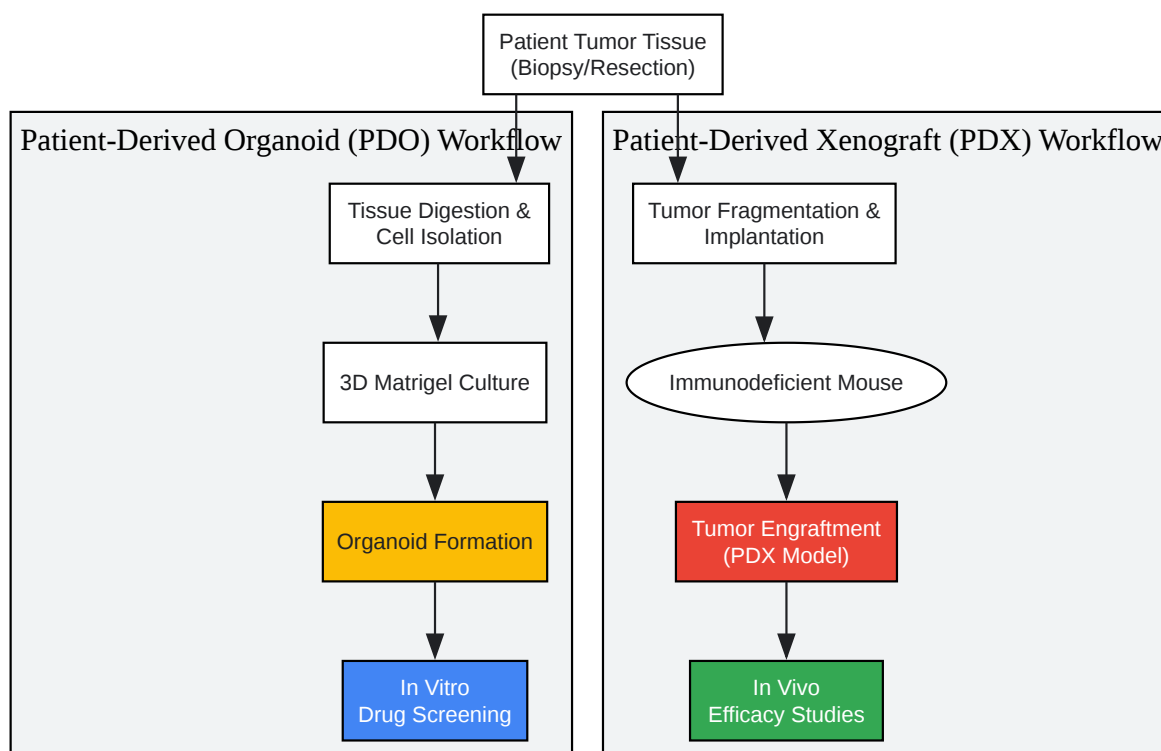 Patient Tumor Tissue
(Biopsy/Resection)
Patient-Derived Organoid (PDO) Workflow
Tissue Digestion &
Cell Isolation
3D Matrigel Culture
Organoid Formation
In Vitro
Drug Screening
Patient-Derived Xenograft (PDX) Workflow
Tumor Fragmentation &
Implantation
Immunodeficient Mouse
Tumor Engraftment
(PDX Model)
In Vivo
Efficacy Studies